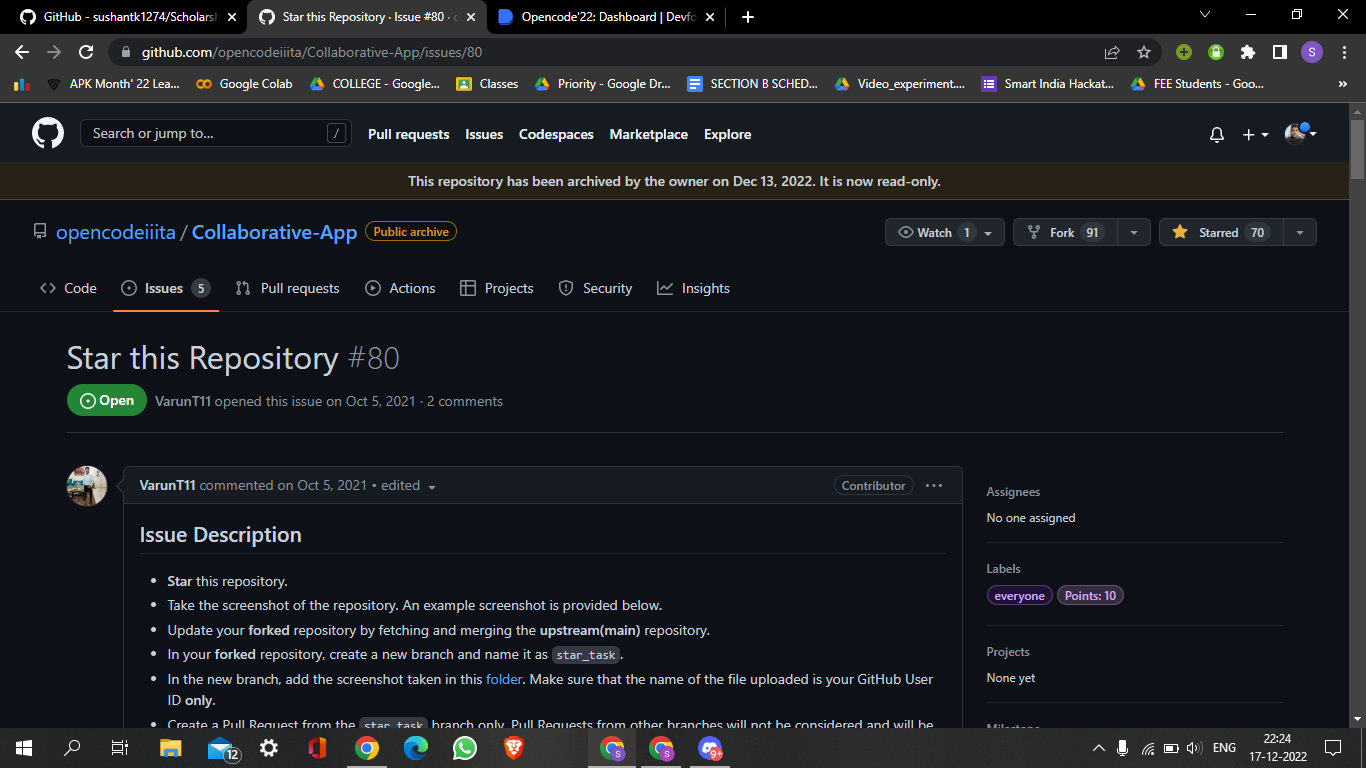 GitHub - sushantk1274/Scholarsh
Star this Repository · Issue #80 · c
Opencode'22: Dashboard | Devfo
github.com/opencodeiiita/Collaborative-App/issues/80
S
APK Month' 22 Lea...
Google Colab
COLLEGE - Google...
Classes
Priority - Google Dr...
SECTION B SCHED...
Video_experiment....
Smart India Hackat...
FEE Students - Goo...
»
Search or jump to...
/
Pull requests
Issues
Codespaces
Marketplace
Explore
This repository has been archived by the owner on Dec 13, 2022. It is now read-only.
opencodeiiita / Collaborative-App
Public archive
Watch 1
Fork 91
Starred 70
Code
Issues 5
Pull requests
Actions
Projects
Security
Insights
Star this Repository #80
Open
VarunT11 opened this issue on Oct 5, 2021 · 2 comments
VarunT11 commented on Oct 5, 2021 • edited
Contributor
Issue Description
• Star this repository.
• Take the screenshot of the repository. An example screenshot is provided below.
• Update your forked repository by fetching and merging the upstream(main) repository.
• In your forked repository, create a new branch and name it as star_task.
• In the new branch, add the screenshot taken in this folder. Make sure that the name of the file uploaded is your GitHub User
ID only.
• Create a Pull Request from the star_task branch only. Pull Requests from other branches will not be considered and will be
Assignees
No one assigned
Labels
everyone
Points: 10
Projects
None yet
Milestone
12
S
S
9+
ENG
22:24
17-12-2022